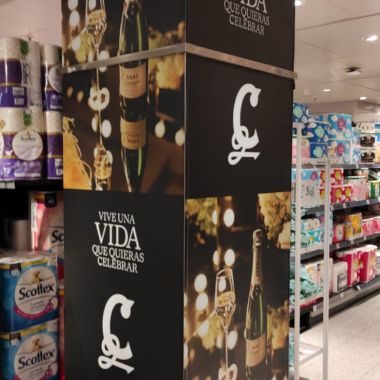 VIDA
QUE QUIERAS
CELEBRAR
VIVE UNA
VIDA
QUE QUIERAS
CELEBRAR
Scottex
Scottex